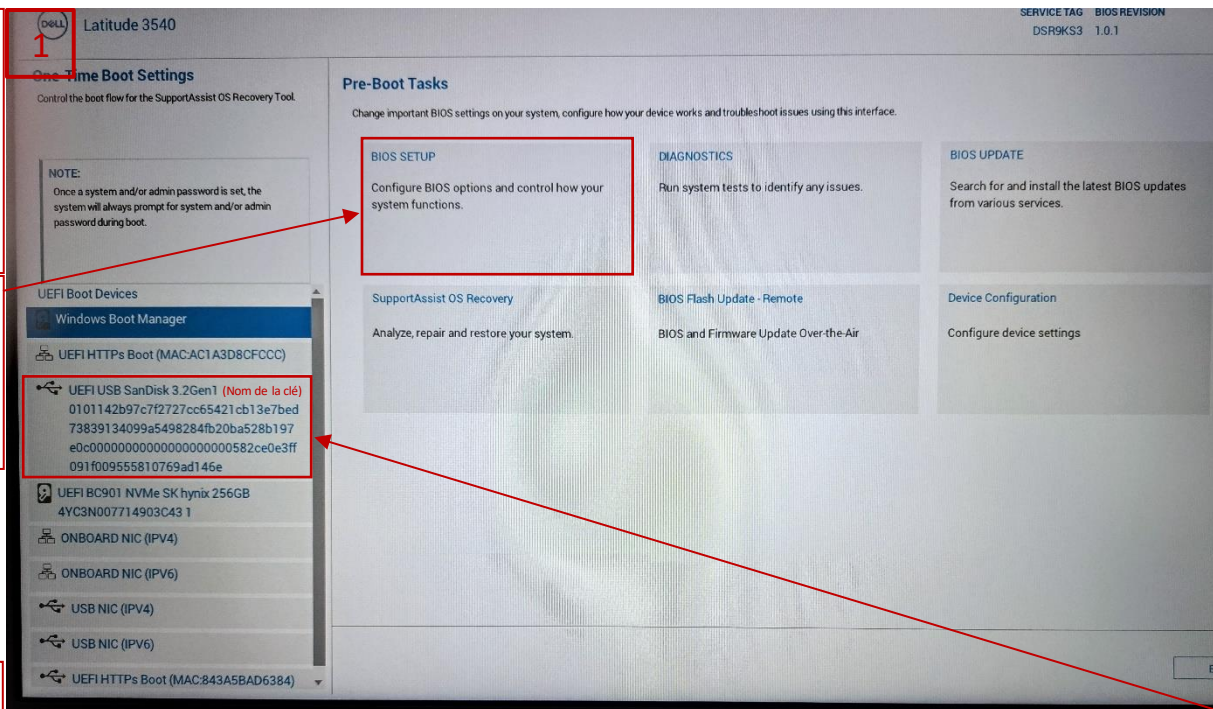 DELL
Latitude 3540
SERVICE TAG BIOS REVISION
DSR9KS3 1.0.1
1
One-Time Boot Settings
Control the boot flow for the SupportAssist OS Recovery Tool.
NOTE:
Once a system and/or admin password is set, the
system will always prompt for system and/or admin
password during boot.
UEFI Boot Devices
Windows Boot Manager
UEFI HTTPs Boot (MAC:AC1A3D8CFCCC)
UEFI USB SanDisk 3.2Gen1 (Nom de la clé)
0101142b97c7f2727cc65421cb13e7bed
73839134099a5498284fb20ba528b197
e0c00000000000000000000582ce0e3ff
091f009555810769ad146e
UEFI BC901 NVMe SK hynix 256GB
4YC3N007714903C43 1
ONBOARD NIC (IPV4)
ONBOARD NIC (IPV6)
USB NIC (IPV4)
USB NIC (IPV6)
UEFI HTTPs Boot (MAC:843A5BAD6384)
Pre-Boot Tasks
Change important BIOS settings on your system, configure how your device works and troubleshoot issues using this interface.
BIOS SETUP
Configure BIOS options and control how your
system functions.
DIAGNOSTICS
Run system tests to identify any issues.
BIOS UPDATE
Search for and install the latest BIOS updates
from various services.
SupportAssist OS Recovery
Analyze, repair and restore your system.
BIOS Flash Update - Remote
BIOS and Firmware Update Over-the-Air
Device Configuration
Configure device settings